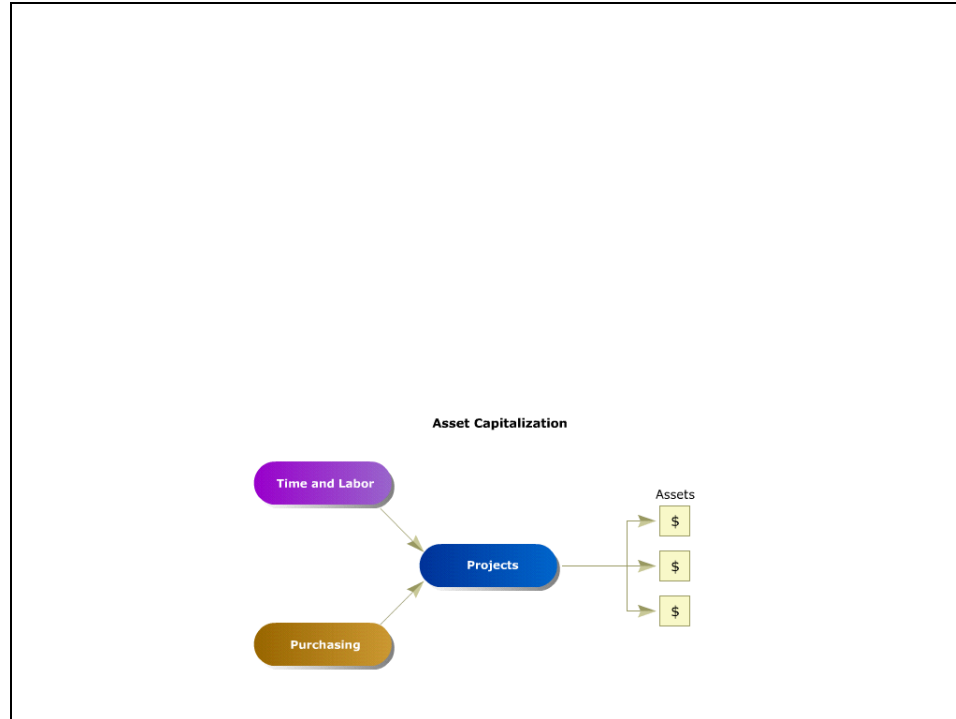 Asset Capitalization
Time and Labor
Assets
$
Projects
$
$
Purchasing